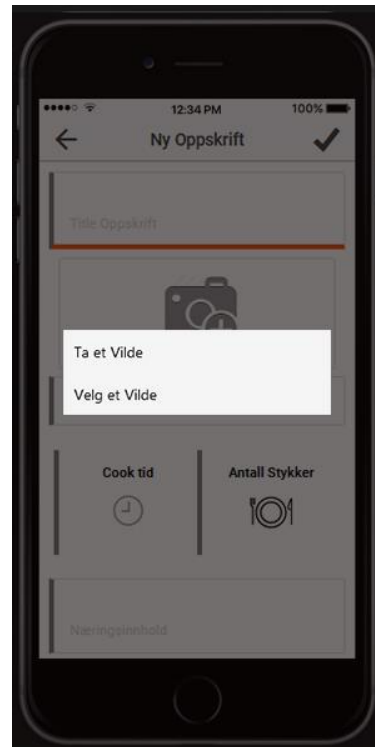 12:34 PM 100%
Ny Oppskrift
Title Oppskrift
Ta et Vilde
Velg et Vilde
Cook tid Antall Stykker
Næringsinnhold